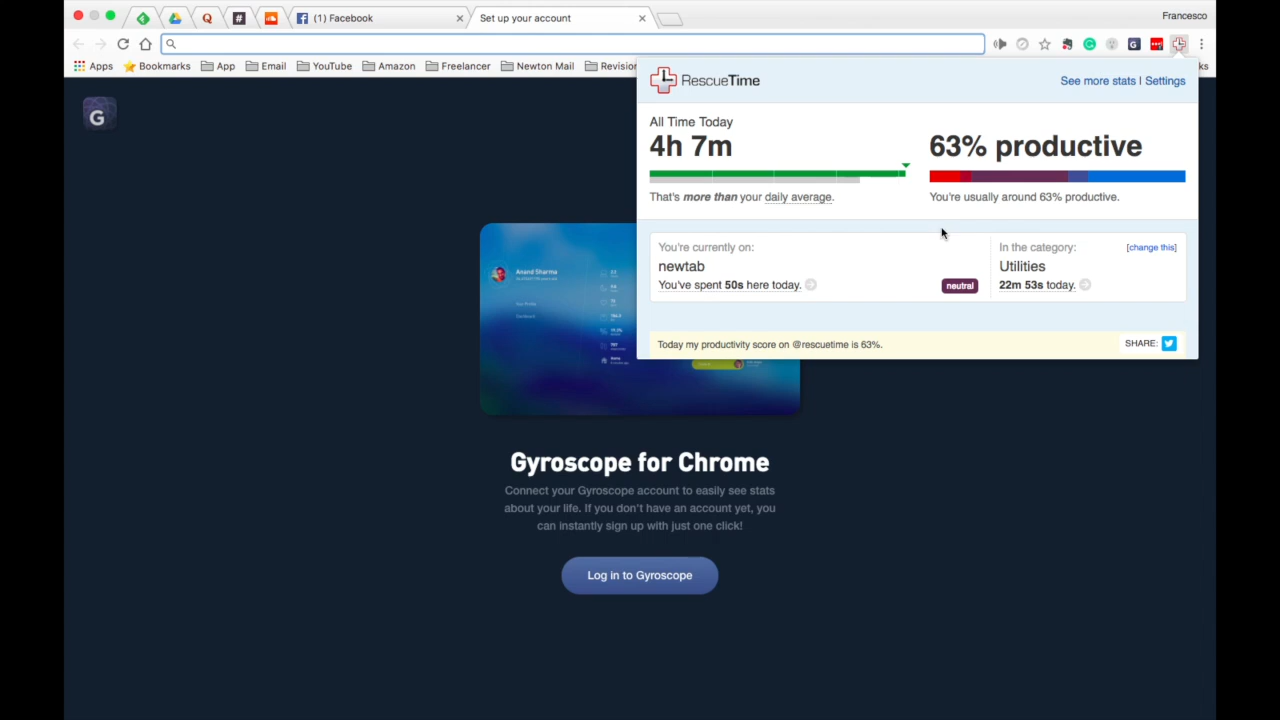 (1) Facebook
Set up your account
Francesco
Apps
Bookmarks
App
Email
YouTube
Amazon
Freelancer
Newton Mail
RescueTime
See more stats | Settings
G
All Time Today
4h 7m
63% productive
That's more than your daily average.
You're usually around 63% productive.
You're currently on:
newtab
You've spent 50s here today.
neutral
In the category:
[change this]
Utilities
22m 53s today.
Anand Sharma
Today my productivity score on @rescuetime is 63%.
SHARE:
Gyroscope for Chrome
Connect your Gyroscope account to easily see stats
about your life. If you don't have an account yet, you
can instantly sign up with just one click!
Log in to Gyroscope